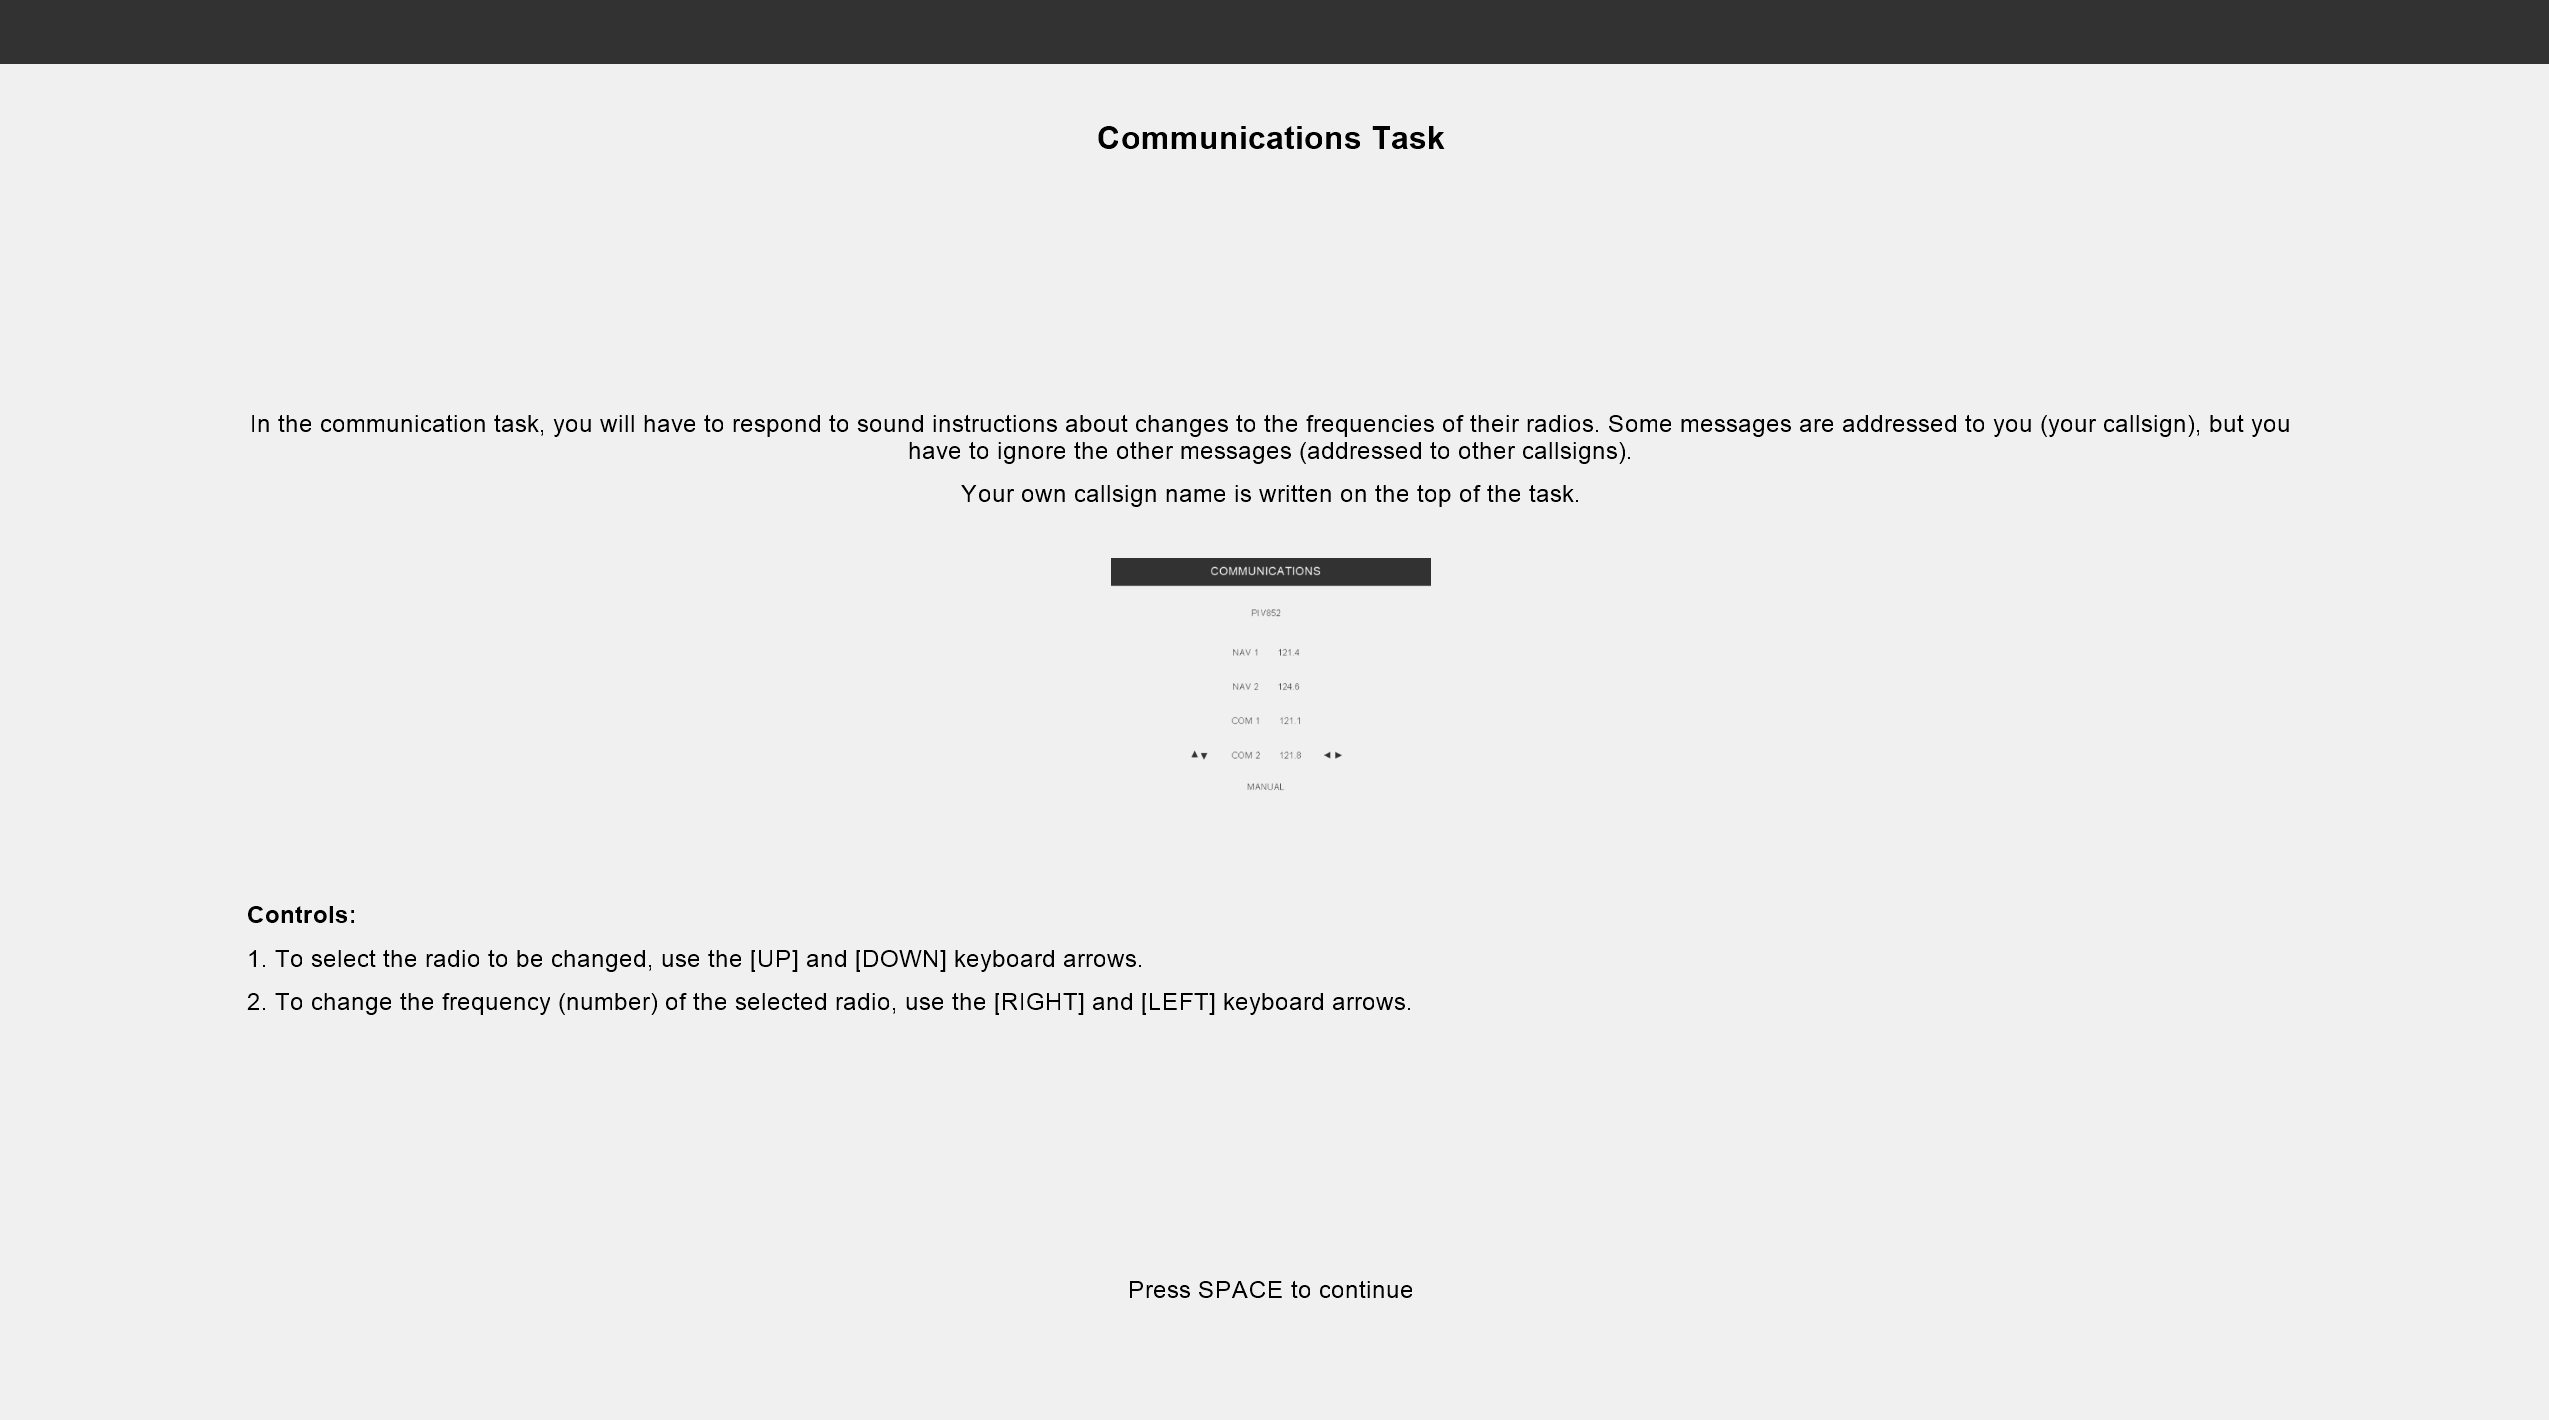 Communications Task
In the communication task, you will have to respond to sound instructions about changes to the frequencies of their radios. Some messages are addressed to you (your callsign), but you
have to ignore the other messages (addressed to other callsigns).
Your own callsign name is written on the top of the task.
COMMUNICATIONS
PIV852
NAV 1 121.4
NAV 2 124.6
COM 1 121.1
▲▼ COM 2 121.8 ◄►
MANUAL
Controls:
1. To select the radio to be changed, use the [UP] and [DOWN] keyboard arrows.
2. To change the frequency (number) of the selected radio, use the [RIGHT] and [LEFT] keyboard arrows.
Press SPACE to continue